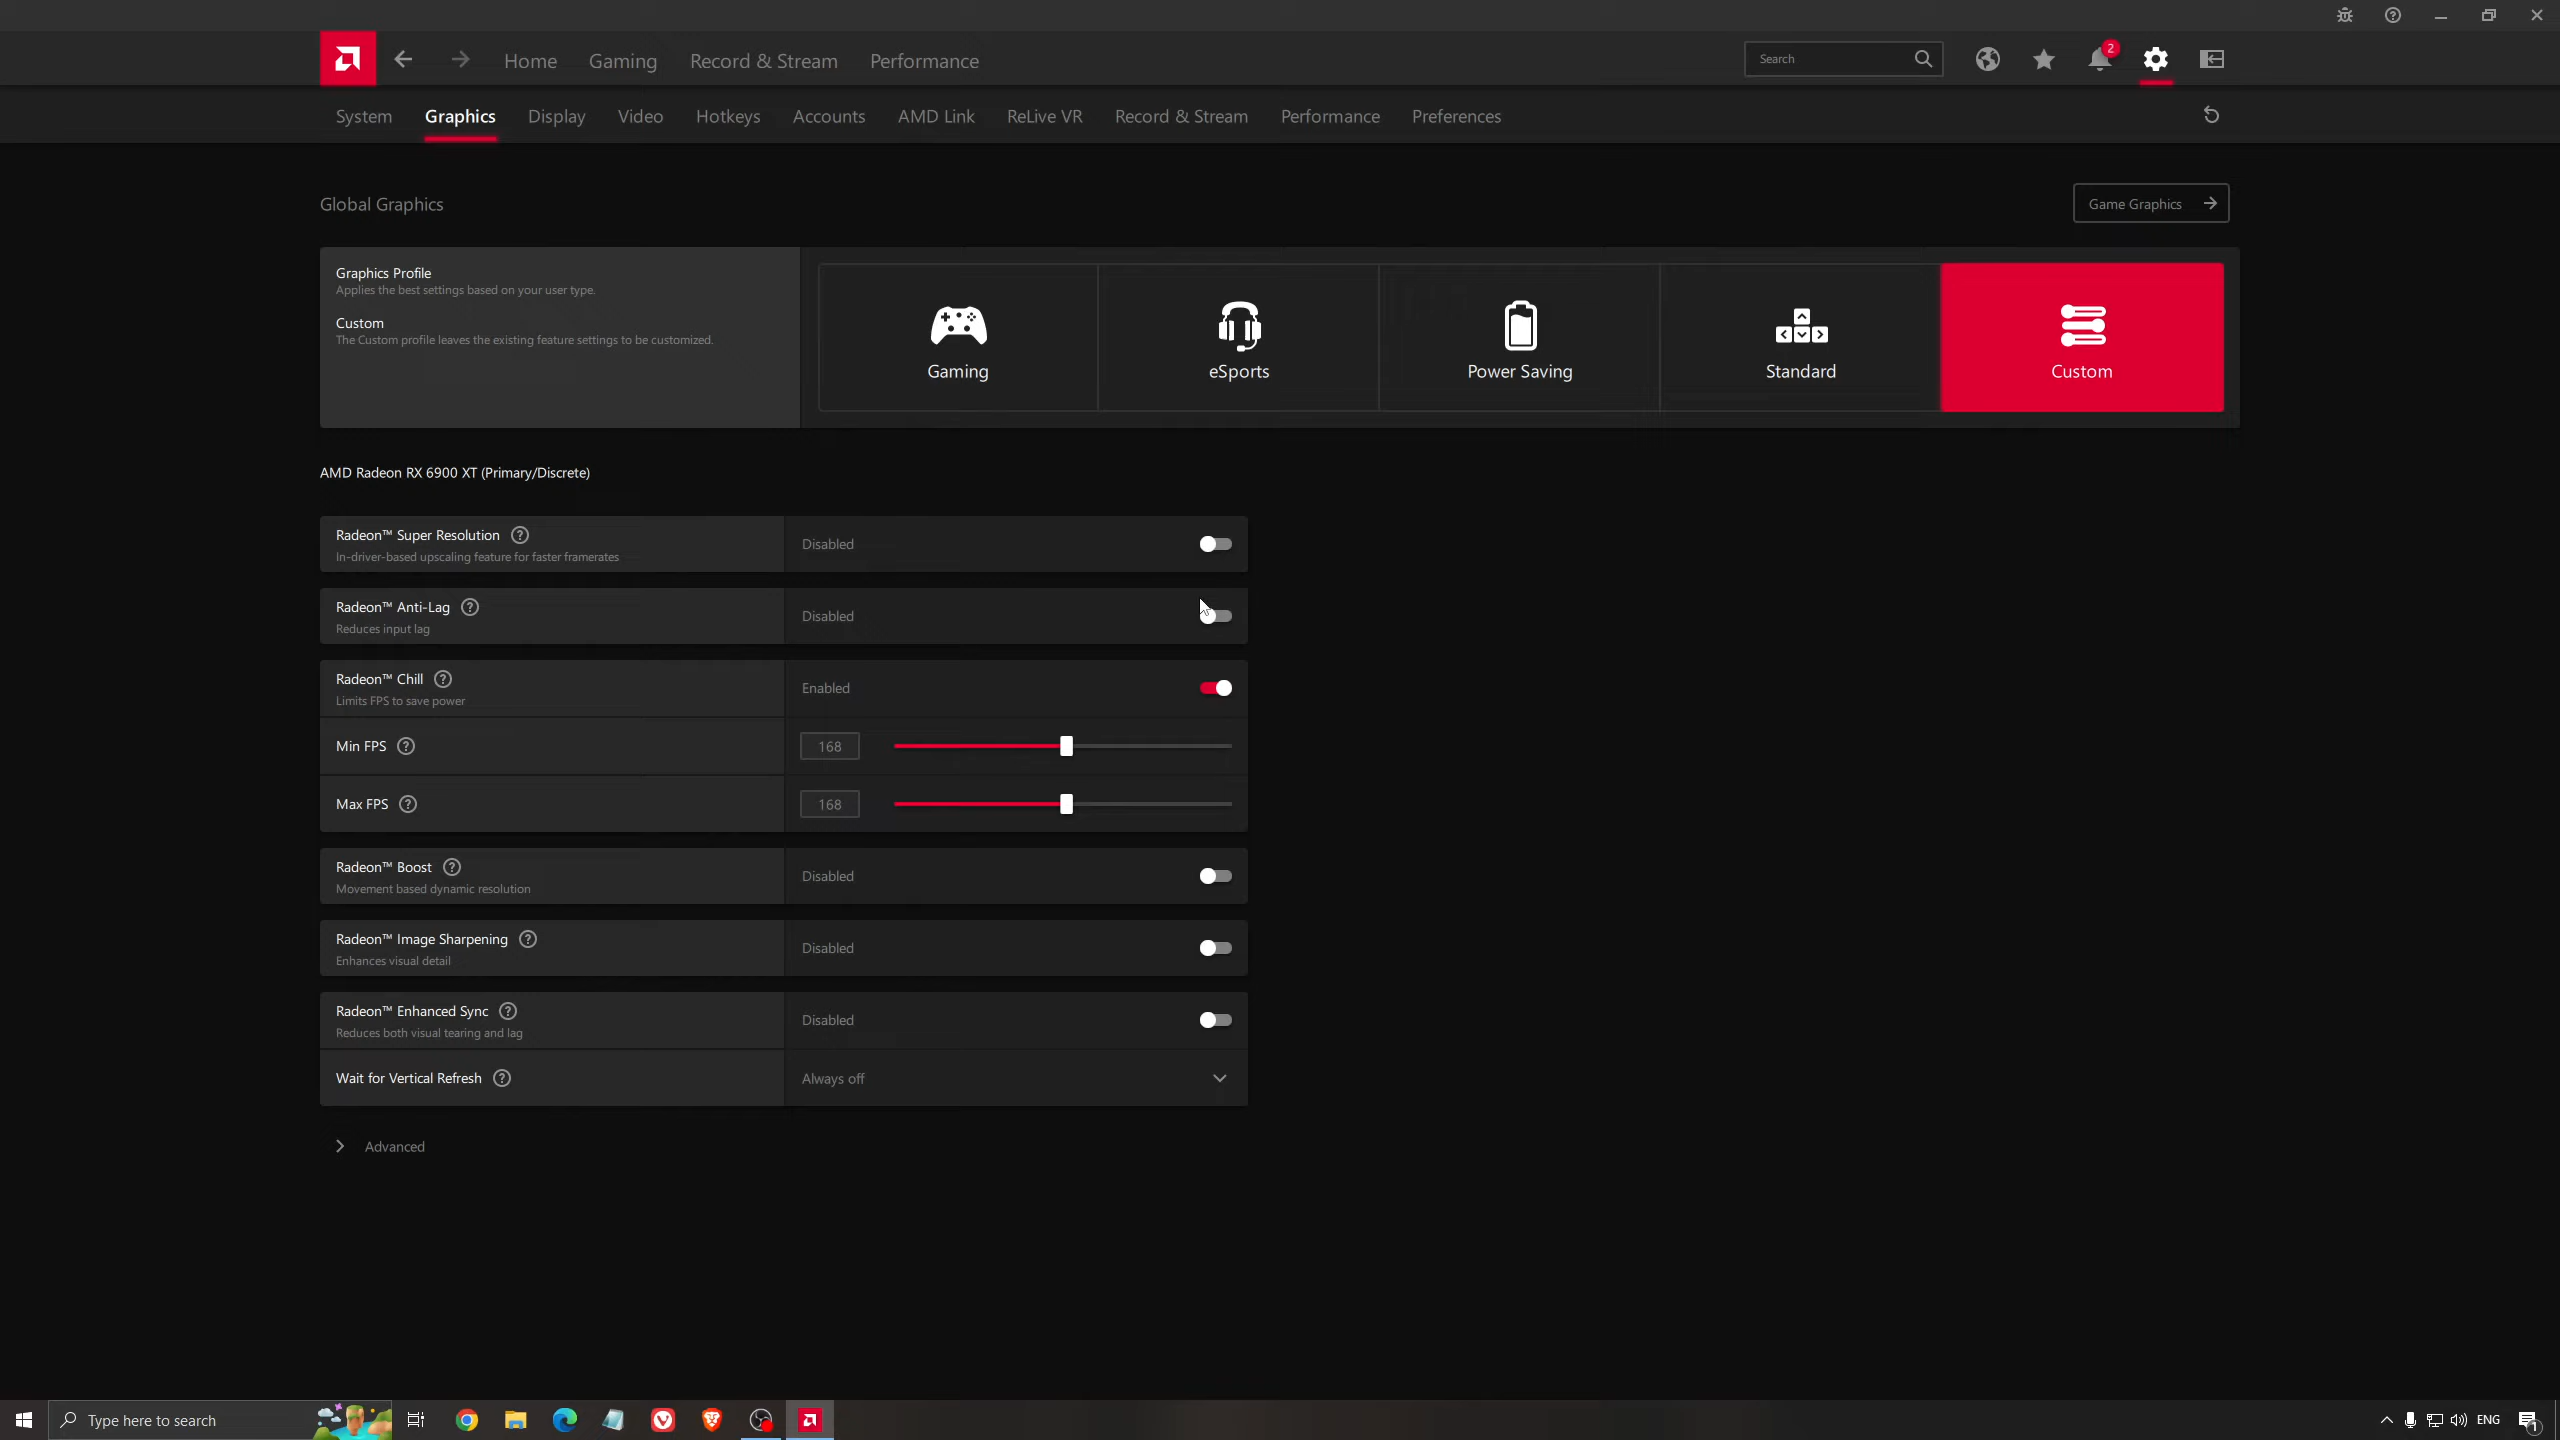 2
Home Gaming Record & Stream Performance Search
System Graphics Display Video Hotkeys Accounts AMD Link ReLive VR Record & Stream Performance Preferences
Global Graphics
Game Graphics
Graphics Profile
Applies the best settings based on your user type.
Custom
The Custom profile leaves the existing feature settings to be customized.
Gaming
eSports
Power Saving
Standard
Custom
AMD Radeon RX 6900 XT (Primary/Discrete)
Radeon™ Super Resolution
In-driver-based upscaling feature for faster framerates
Disabled
Radeon™ Anti-Lag
Reduces input lag
Disabled
Radeon™ Chill
Limits FPS to save power
Enabled
Min FPS
168
Max FPS
168
Radeon™ Boost
Movement based dynamic resolution
Disabled
Radeon™ Image Sharpening
Enhances visual detail
Disabled
Radeon™ Enhanced Sync
Reduces both visual tearing and lag
Disabled
Wait for Vertical Refresh
Always off
Advanced
Type here to search
ENG
1